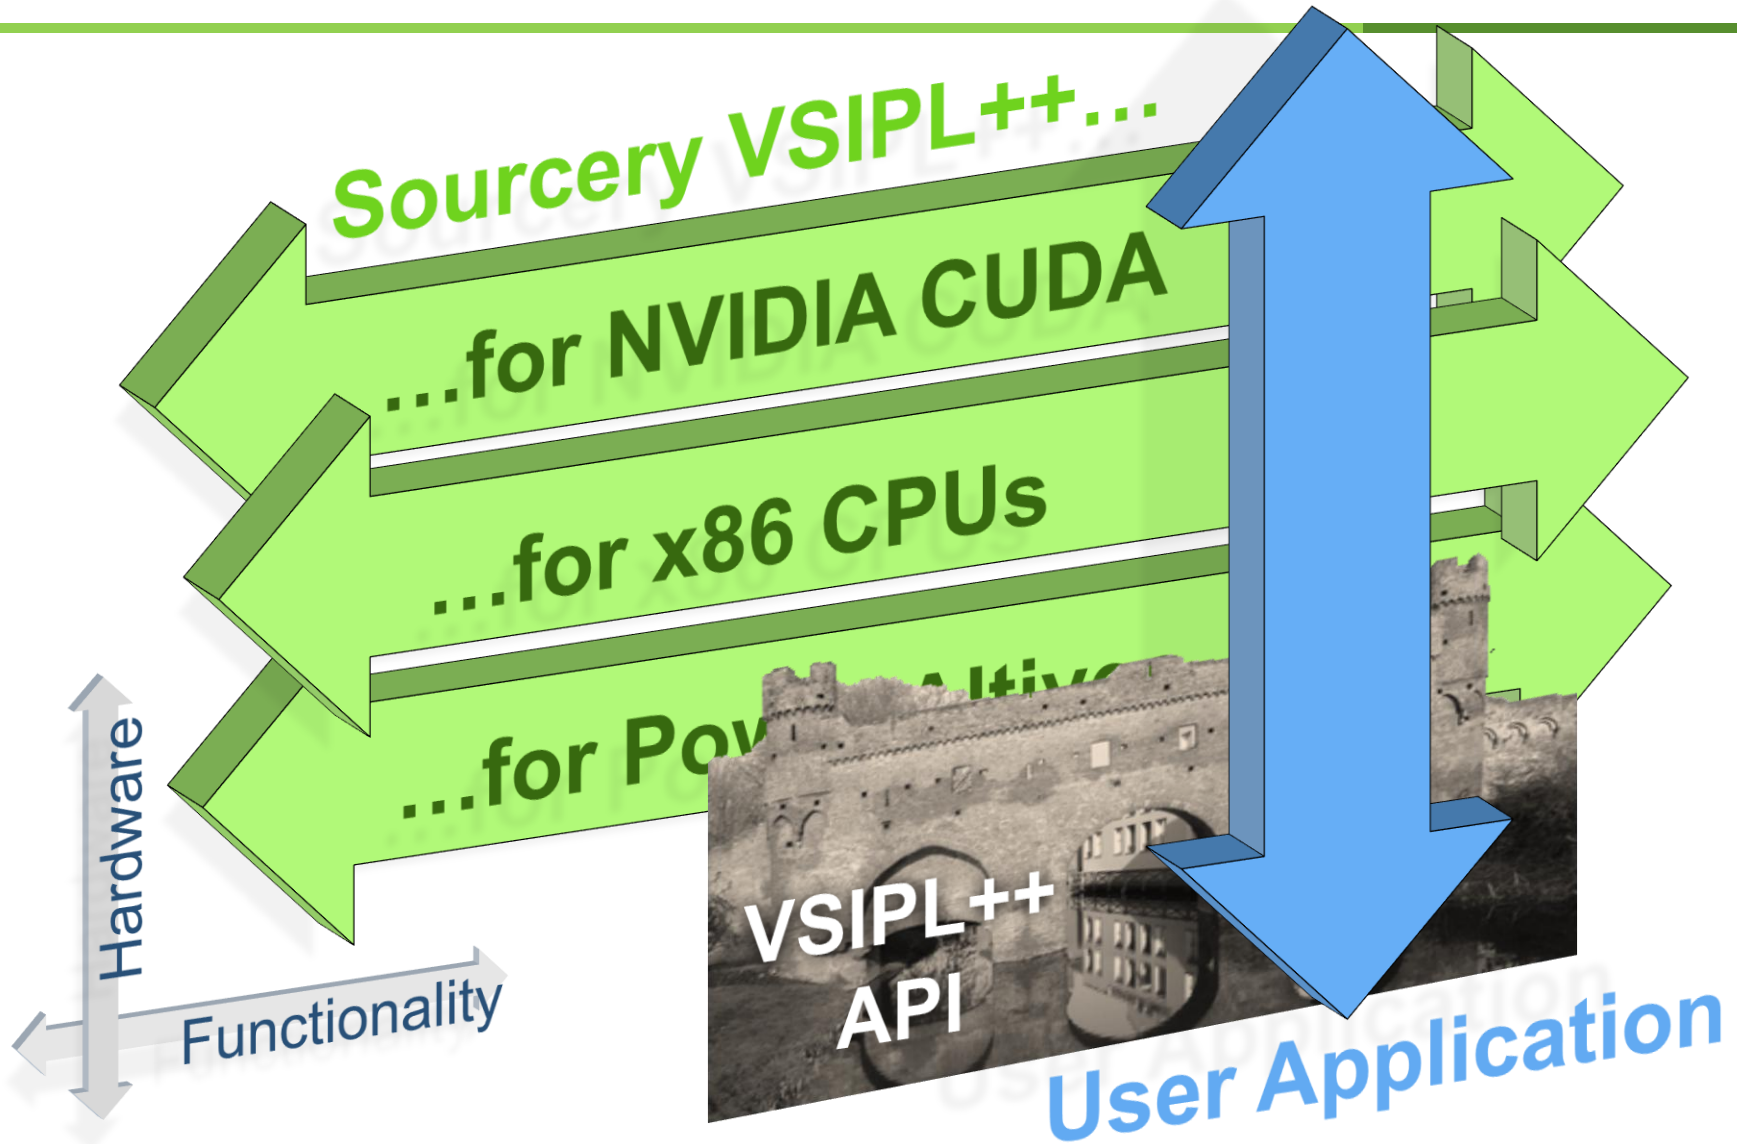 Sourcery VSIPL++...
...for NVIDIA CUDA
...for x86 CPUs
...for
VSIPL++
API
User Application
Hardware
Functionality